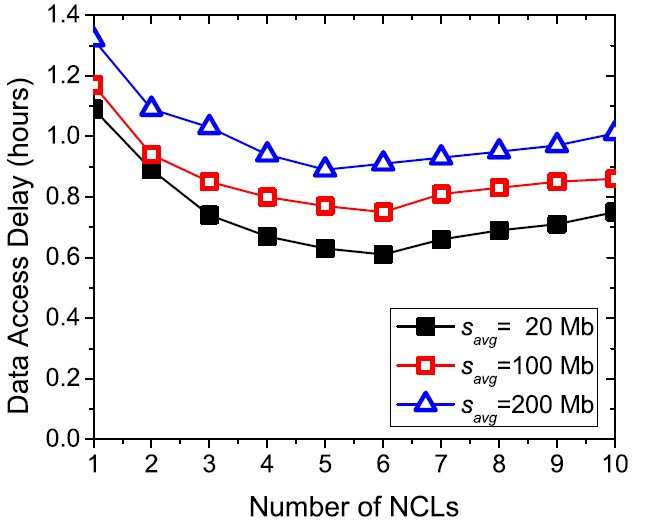 1.4
1.2
1.0
0.8
0.6
0.4
0.2
0.0
Data Access Delay (hours)
s_avg= 20 Mb
s_avg=100 Mb
s_avg=200 Mb
1 2 3 4 5 6 7 8 9 10
Number of NCLs